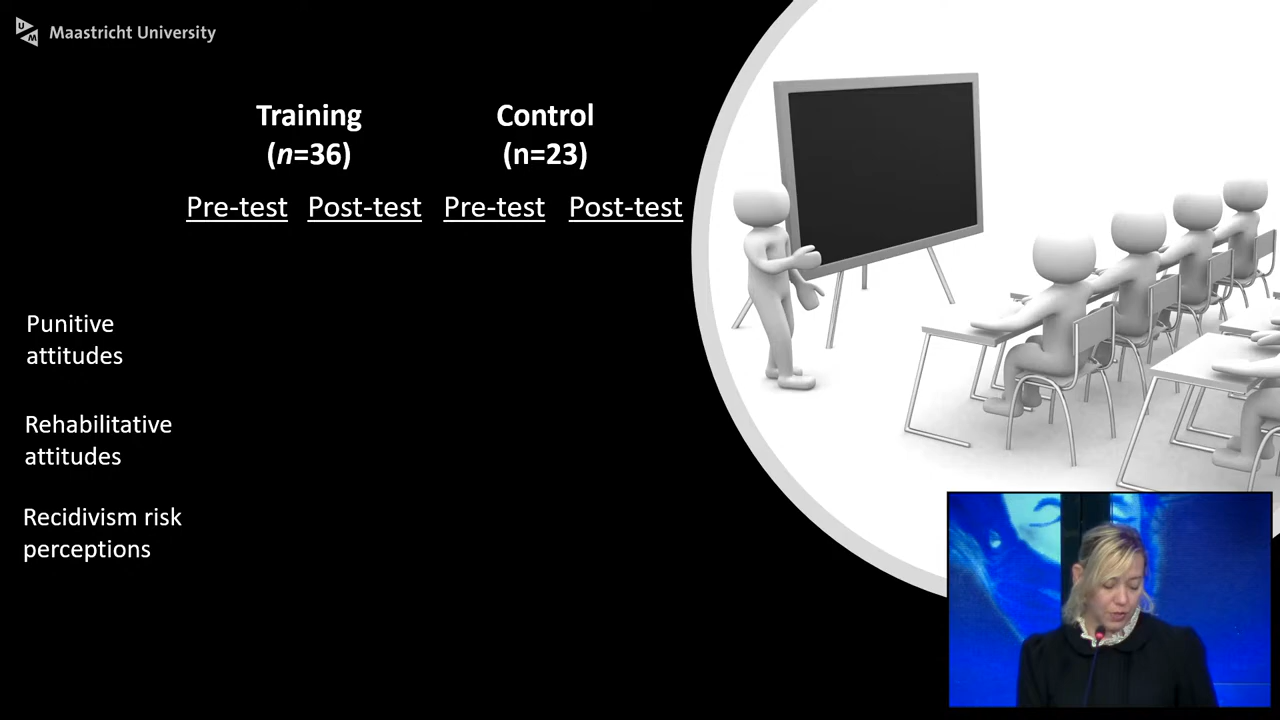 UM Maastricht University
Training Control
(n=36) (n=23)
Pre-test Post-test Pre-test Post-test
Punitive
attitudes
Rehabilitative
attitudes
Recidivism risk
perceptions